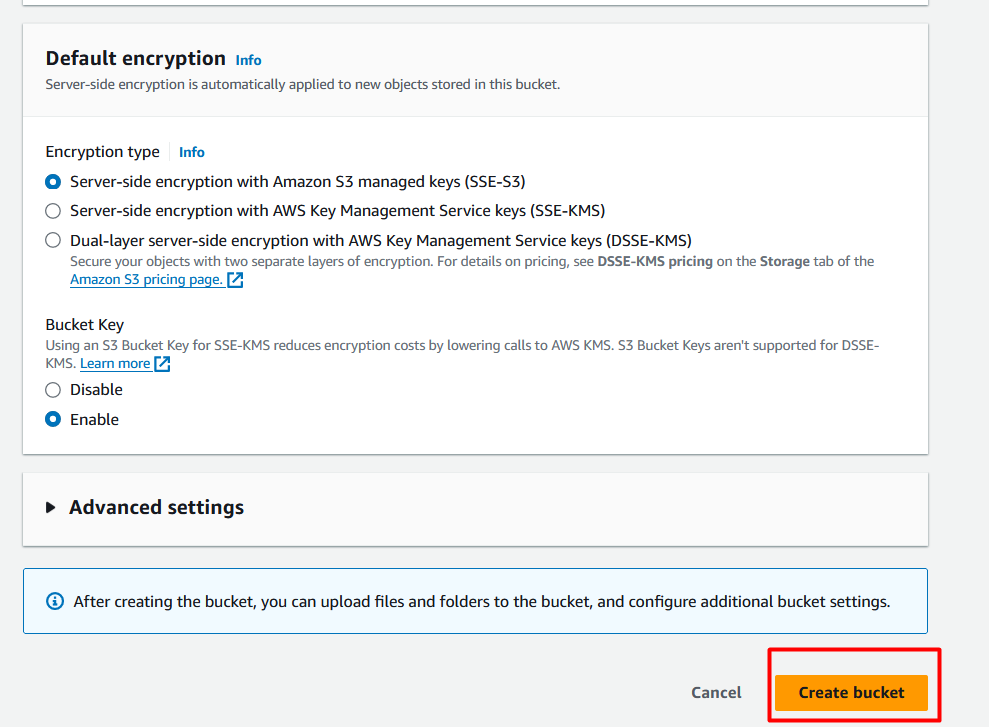 Default encryption Info
Server-side encryption is automatically applied to new objects stored in this bucket.
Encryption type Info
Server-side encryption with Amazon S3 managed keys (SSE-S3)
Server-side encryption with AWS Key Management Service keys (SSE-KMS)
Dual-layer server-side encryption with AWS Key Management Service keys (DSSE-KMS)
Secure your objects with two separate layers of encryption. For details on pricing, see DSSE-KMS pricing on the Storage tab of the
Amazon S3 pricing page.
Bucket Key
Using an S3 Bucket Key for SSE-KMS reduces encryption costs by lowering calls to AWS KMS. S3 Bucket Keys aren't supported for DSSE-
KMS. Learn more
Disable
Enable
Advanced settings
After creating the bucket, you can upload files and folders to the bucket, and configure additional bucket settings.
Cancel Create bucket